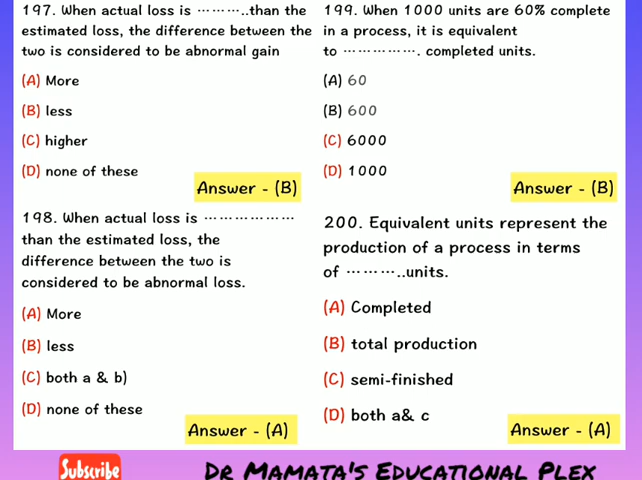 197. When actual loss is ………..than the
estimated loss, the difference between the
two is considered to be abnormal gain
(A) More
(B) less
(C) higher
(D) none of these
Answer - (B)
198. When actual loss is ………………
than the estimated loss, the
difference between the two is
considered to be abnormal loss.
(A) More
(B) less
(C) both a & b)
(D) none of these
Answer - (A)
199. When 1000 units are 60% complete
in a process, it is equivalent
to …………… completed units.
(A) 60
(B) 600
(C) 6000
(D) 1000
Answer - (B)
200. Equivalent units represent the
production of a process in terms
of ………..units.
(A) Completed
(B) total production
(C) semi-finished
(D) both a& c
Answer - (A)
Subscribe
Dr Mamata's Educational Plex